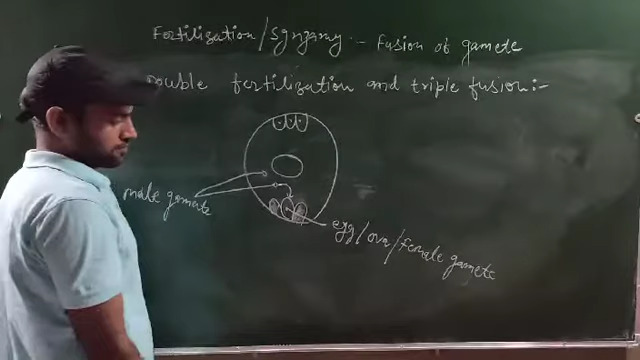 Fertilization/Syngamy - Fusion of gamete
Double fertilization and triple fusion:-
male gamete
egg/ova/female gamete